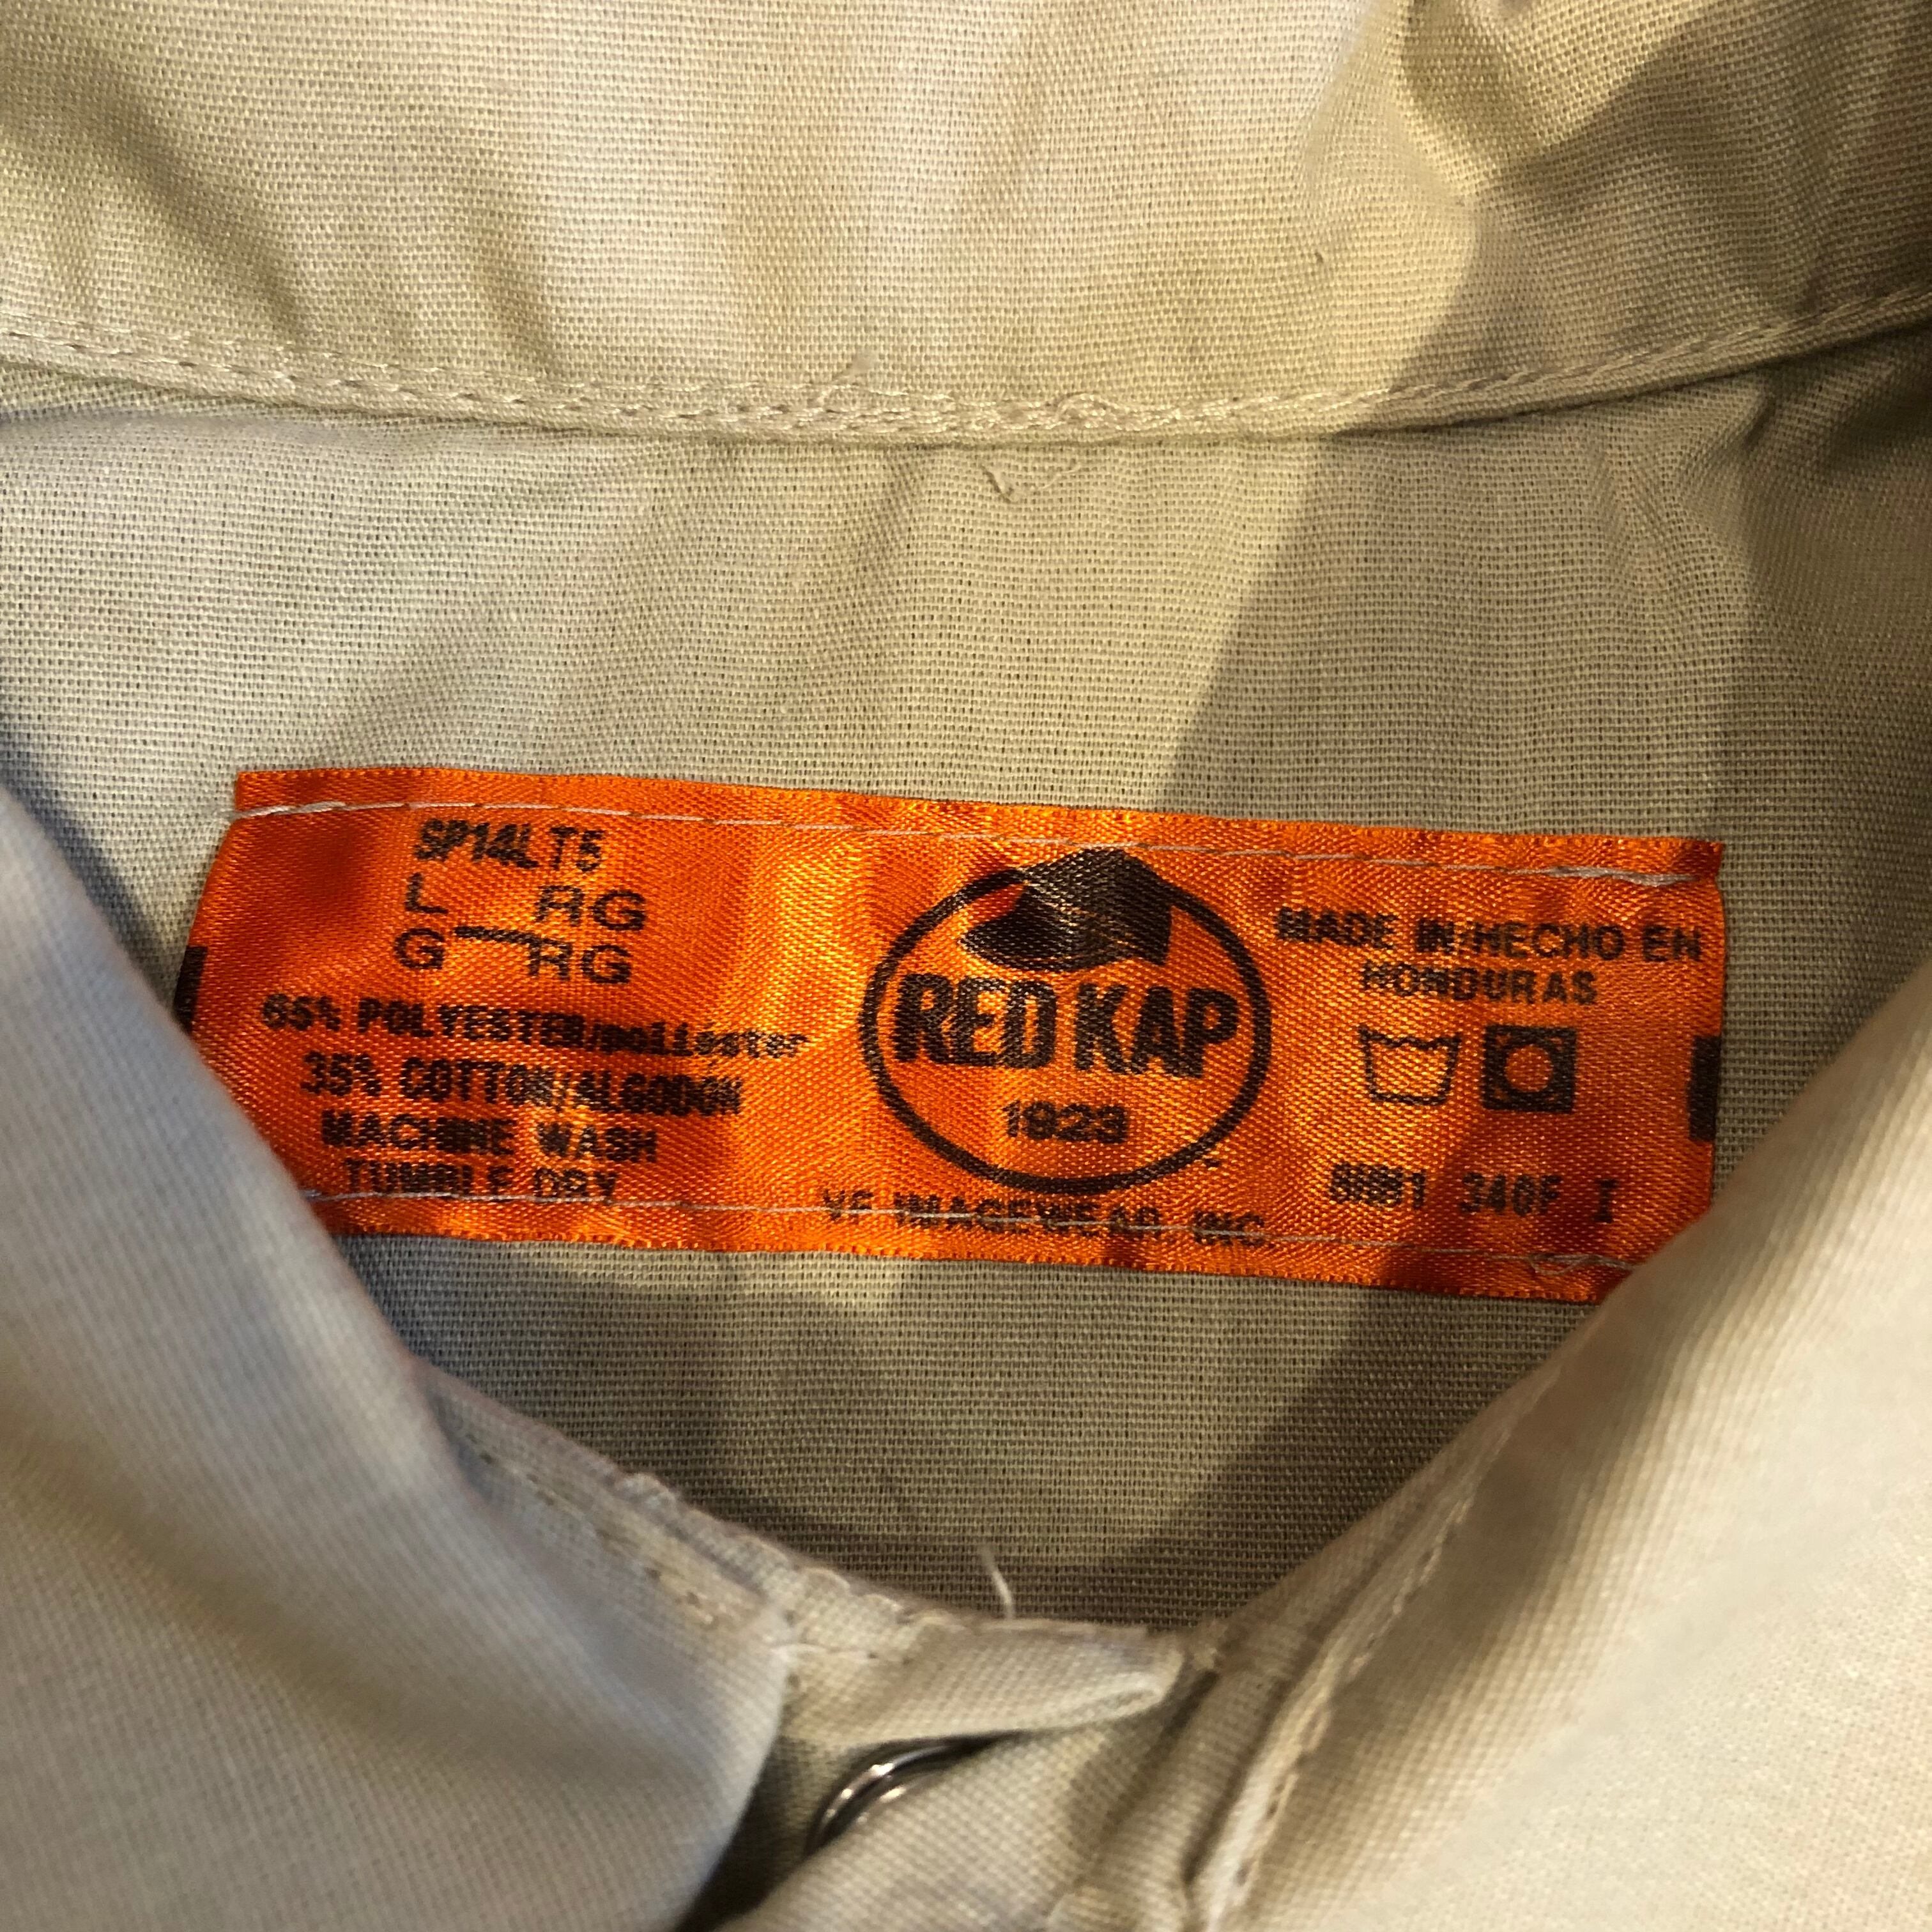 SP14LT5
L RG
G RG
65% POLYESTER/poliester
35% COTTON/ALGODON
MACHINE WASH
TUMBLE DRY
RED KAP
1923
VF IMAGEWEAR, INC
MADE IN/HECHO EN
HONDURAS
340F I